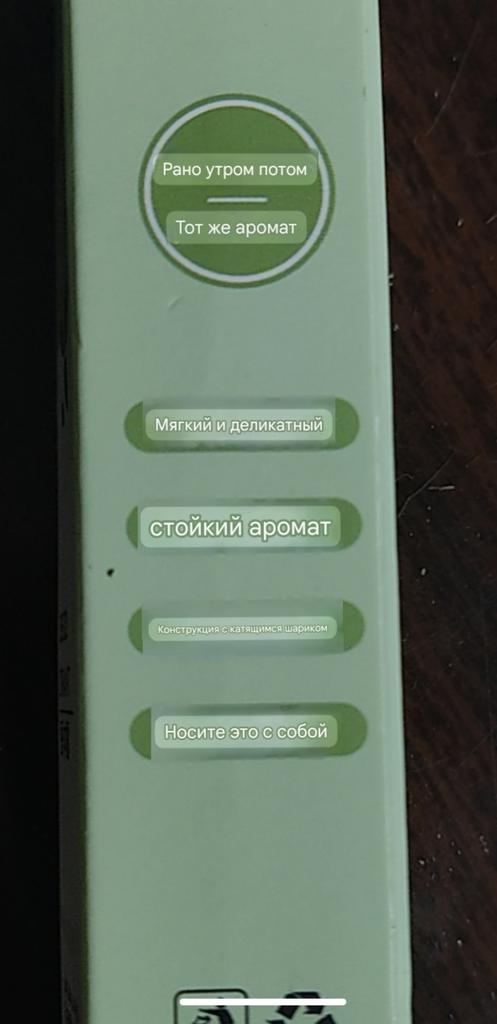 Рано утром потом
Тот же аромат
Мягкий и деликатный
стойкий аромат
Конструкция с катящимся шариком
Носите это с собой